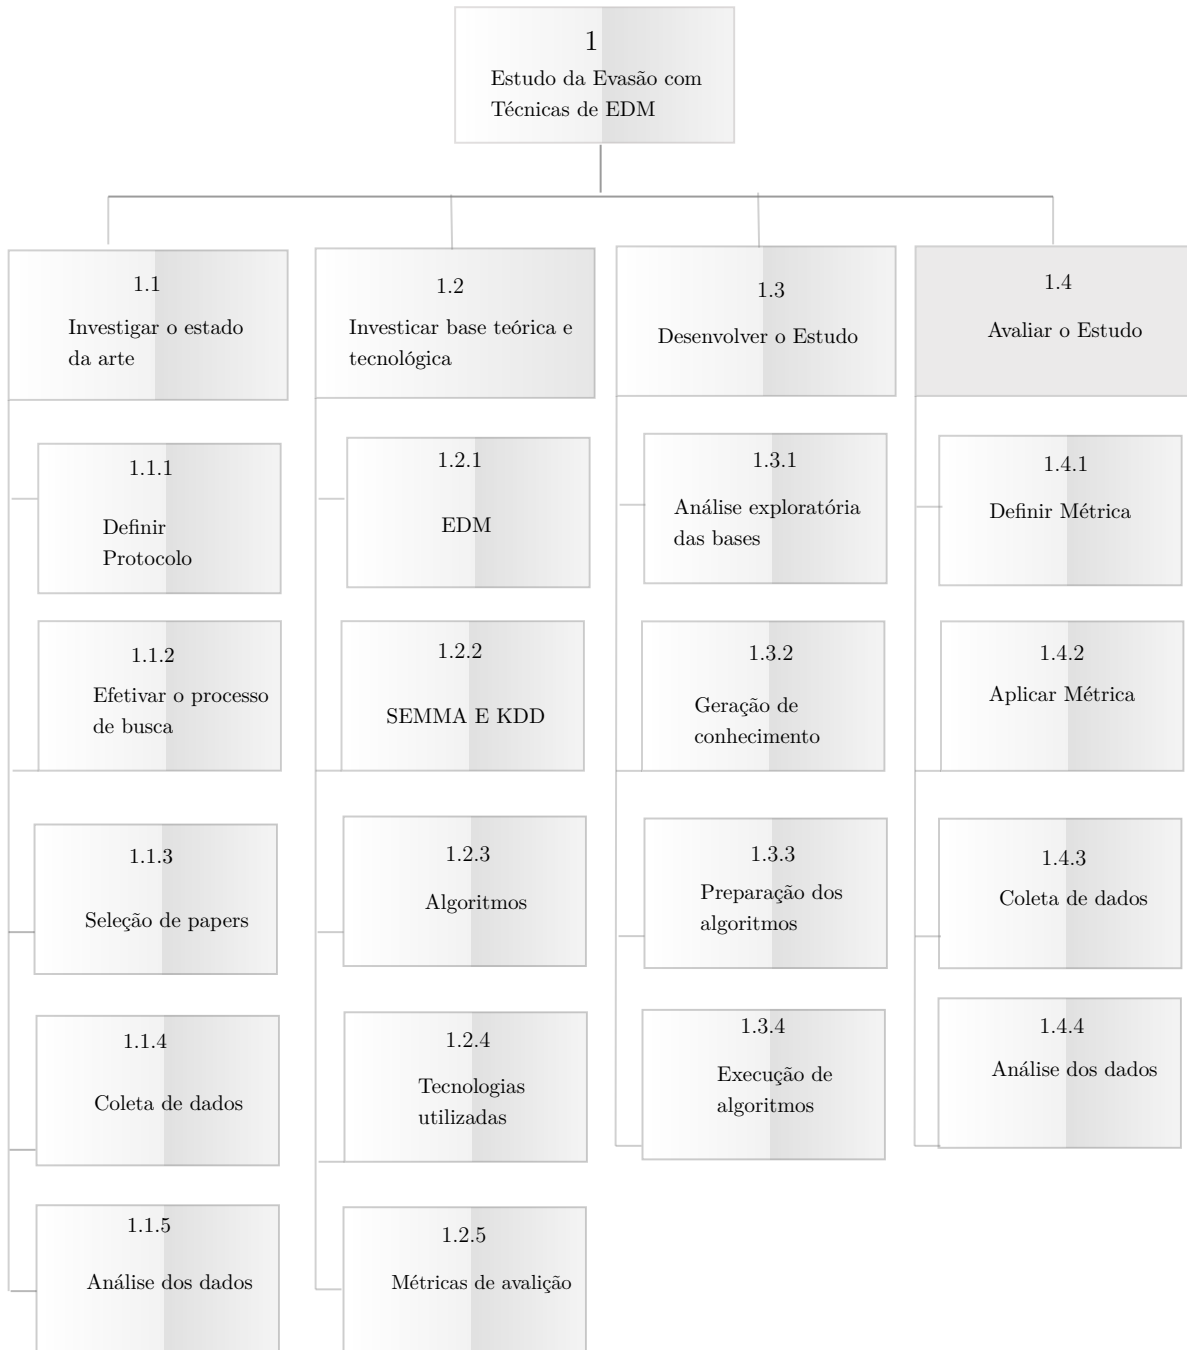 1
Estudo da Evasão com
Técnicas de EDM
1.1
Investigar o estado
da arte
1.1.1
Definir
Protocolo
1.1.2
Efetivar o processo
de busca
1.1.3
Seleção de papers
1.1.4
Coleta de dados
1.1.5
Análise dos dados
1.2
Investicar base teórica e
tecnológica
1.2.1
EDM
1.2.2
SEMMA E KDD
1.2.3
Algoritmos
1.2.4
Tecnologias
utilizadas
1.2.5
Métricas de avalição
1.3
Desenvolver o Estudo
1.3.1
Análise exploratória
das bases
1.3.2
Geração de
conhecimento
1.3.3
Preparação dos
algoritmos
1.3.4
Execução de
algoritmos
1.4
Avaliar o Estudo
1.4.1
Definir Métrica
1.4.2
Aplicar Métrica
1.4.3
Coleta de dados
1.4.4
Análise dos dados